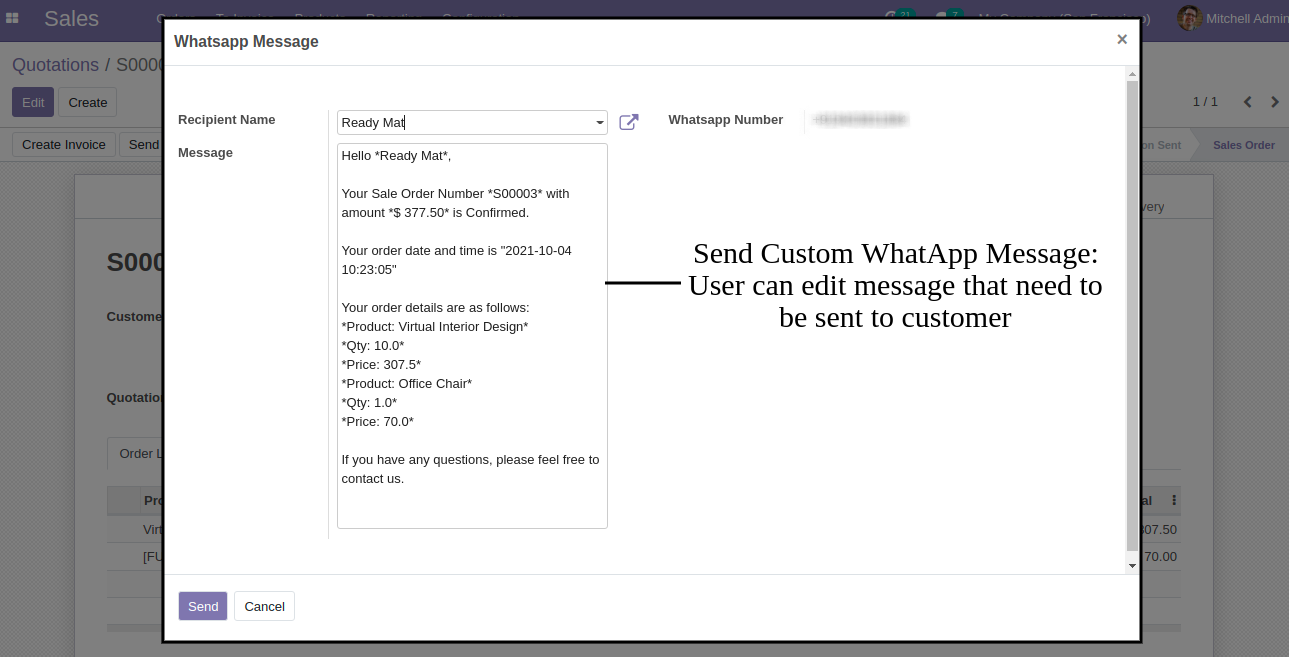 Sales
Mitchell Admin
Whatsapp Message
×
Quotations / S000
Edit
Create
1 / 1
Create Invoice
Send
on Sent
Sales Order
Recipient Name
Ready Mat
Whatsapp Number
Message
Hello *Ready Mat*,
Your Sale Order Number *S00003* with
amount *$ 377.50* is Confirmed.
Your order date and time is "2021-10-04
10:23:05"
Your order details are as follows:
*Product: Virtual Interior Design*
*Qty: 10.0*
*Price: 307.5*
*Product: Office Chair*
*Qty: 1.0*
*Price: 70.0*
If you have any questions, please feel free to
contact us.
Send Custom WhatApp Message:
User can edit message that need to
be sent to customer
very
S000
Custome
Quotatio
Order L
Pro
al
Virt
307.50
[FU
70.00
Send
Cancel